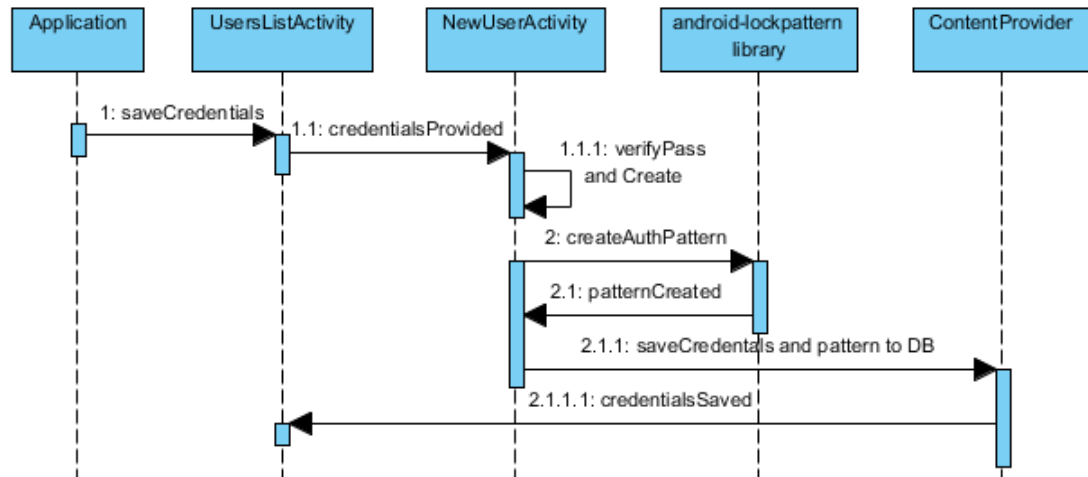 Application
UsersListActivity
NewUserActivity
android-lockpattern
library
ContentProvider
1: saveCredentials
1.1: credentialsProvided
1.1.1: verifyPass
and Create
2: createAuthPattern
2.1: patternCreated
2.1.1: saveCredentals and pattern to DB
2.1.1.1: credentialsSaved